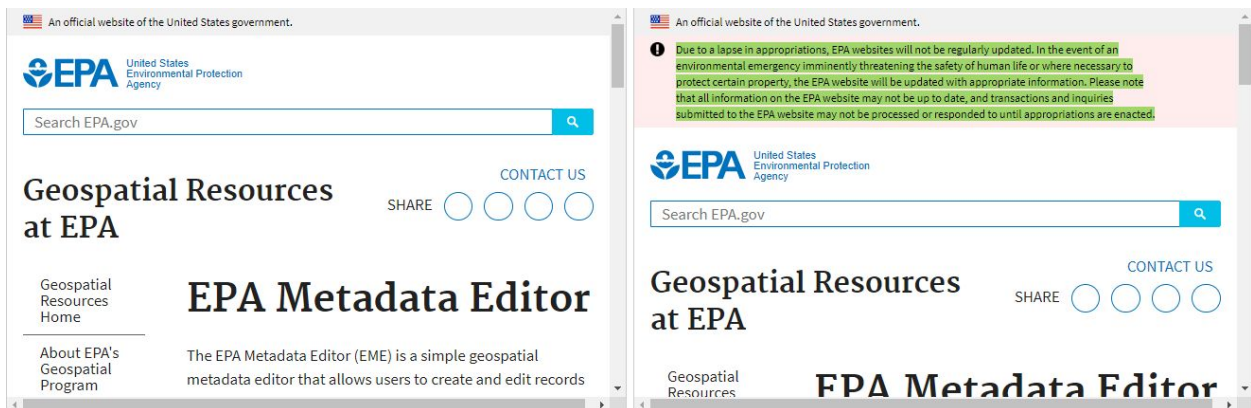 An official website of the United States government.
EPA
United States
Environmental Protection
Agency
Search EPA.gov
CONTACT US
Geospatial Resources
at EPA
SHARE
Geospatial
Resources
Home
About EPA's
Geospatial
Program
EPA Metadata Editor
The EPA Metadata Editor (EME) is a simple geospatial
metadata editor that allows users to create and edit records
An official website of the United States government.
Due to a lapse in appropriations, EPA websites will not be regularly updated. In the event of an
environmental emergency imminently threatening the safety of human life or where necessary to
protect certain property, the EPA website will be updated with appropriate information. Please note
that all information on the EPA website may not be up to date, and transactions and inquiries
submitted to the EPA website may not be processed or responded to until appropriations are enacted.
EPA
United States
Environmental Protection
Agency
Search EPA.gov
CONTACT US
Geospatial Resources
at EPA
SHARE
Geospatial
Resources
EPA Metadata Editor